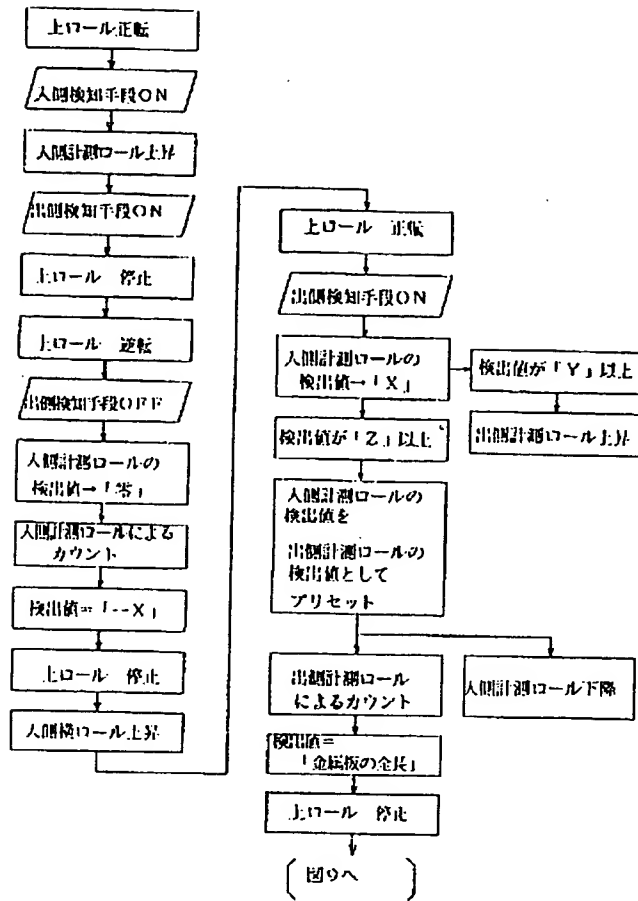 上ロール正転
入側検知手段ON
入側計測ロール上昇
出側検知手段ON
上ロール 停止
上ロール 逆転
出側検知手段OFF
入側計測ロールの
検出値→「零」
入側計測ロールによる
カウント
検出値=「--X」
上ロール 停止
入側横ロール上昇
上ロール 正転
出側検知手段ON
入側計測ロールの
検出値→「X」
検出値が「Y」以上
出側計測ロール上昇
検出値が「Z」以上
入側計測ロールの
検出値を
出側計測ロールの
検出値として
プリセット
出測計測ロール
によるカウント
入側計測ロール下降
検出値=
「金属板の全長」
上ロール 停止
図9へ